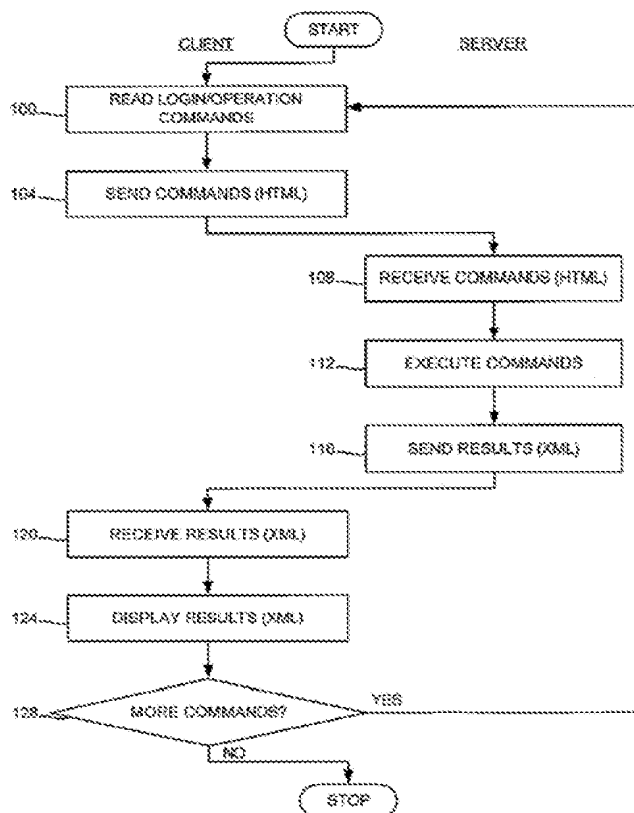 START
CLIENT
SERVER
100
READ LOGIN/OPERATION
COMMANDS
104
SEND COMMANDS (HTML)
108
RECEIVE COMMANDS (HTML)
112
EXECUTE COMMANDS
116
SEND RESULTS (XML)
120
RECEIVE RESULTS (XML)
124
DISPLAY RESULTS (XML)
128
MORE COMMANDS?
YES
NO
STOP